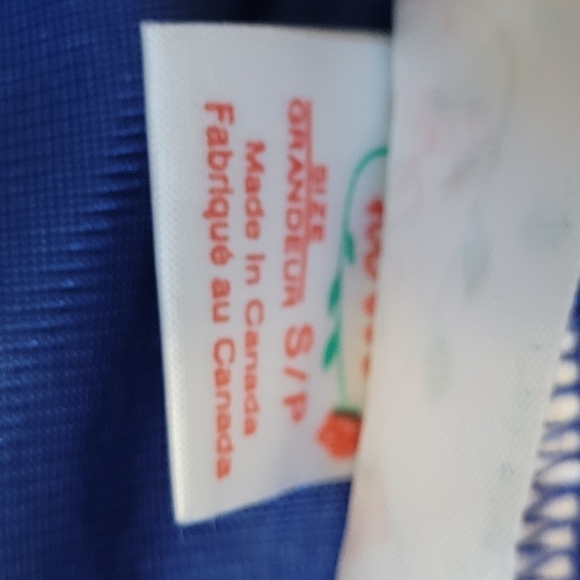 SIZE
GRANDEUR S/P
Made In Canada
Fabriqué au Canada